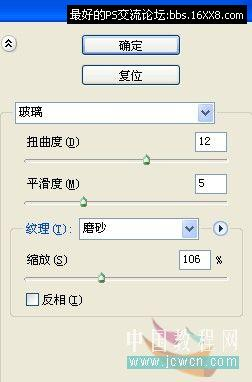 最好的PS交流论坛:bbs.16XX8.com
确定
复位
玻璃
扭曲度(D) 12
平滑度(M) 5
纹理(T): 磨砂
缩放(S) 106 %
反相(I)
中国教程网
www.jcwcn.com